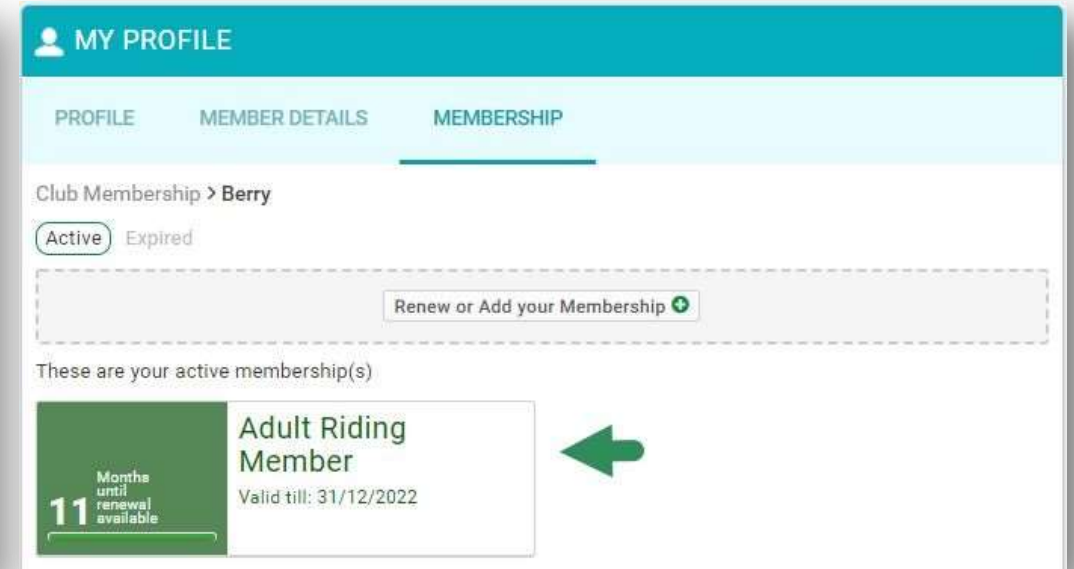 MY PROFILE
PROFILE MEMBER DETAILS MEMBERSHIP
Club Membership > Berry
Active Expired
Renew or Add your Membership
These are your active membership(s)
11 Months
until
renewal
available
Adult Riding
Member
Valid till: 31/12/2022